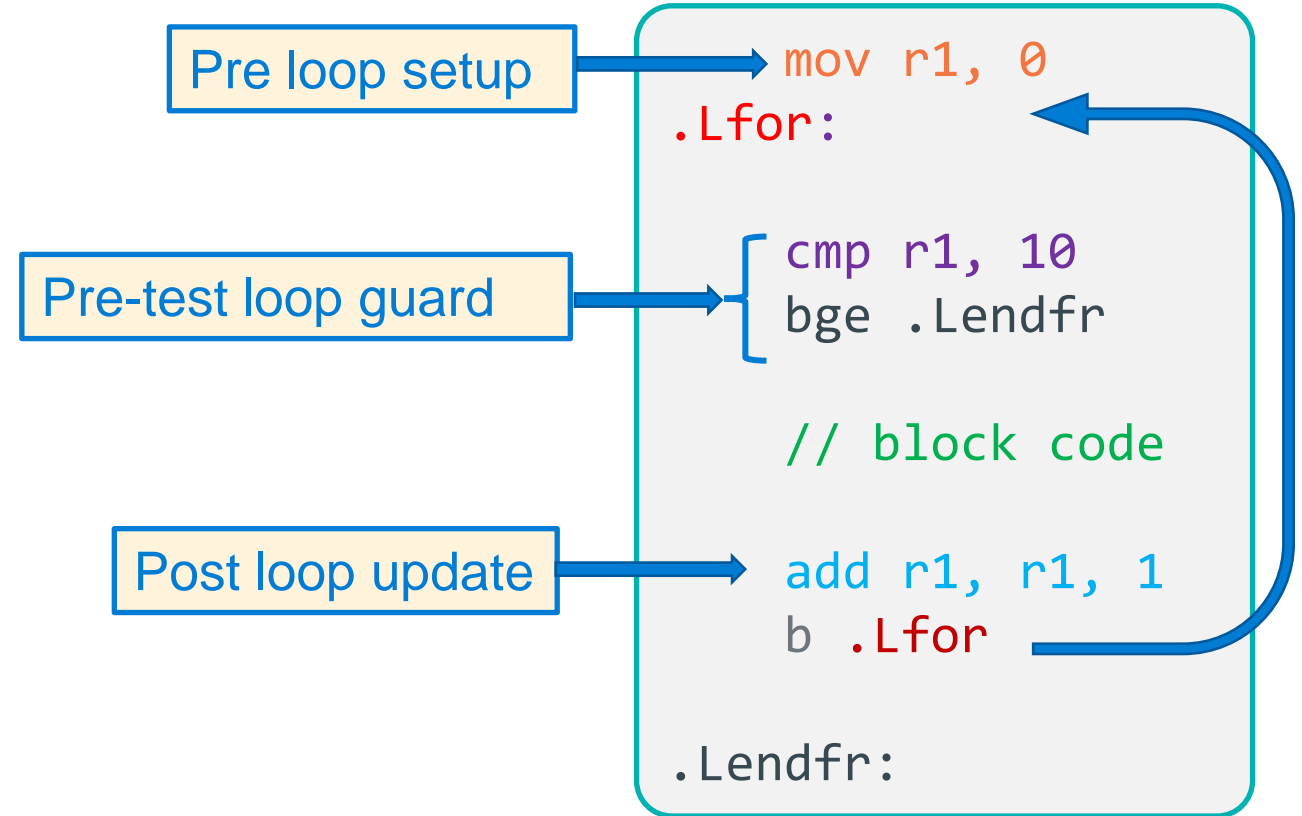 Pre loop setup
mov r1, 0
.Lfor:
Pre-test loop guard
cmp r1, 10
bge .Lendfr
// block code
Post loop update
add r1, r1, 1
b .Lfor
.Lendfr: